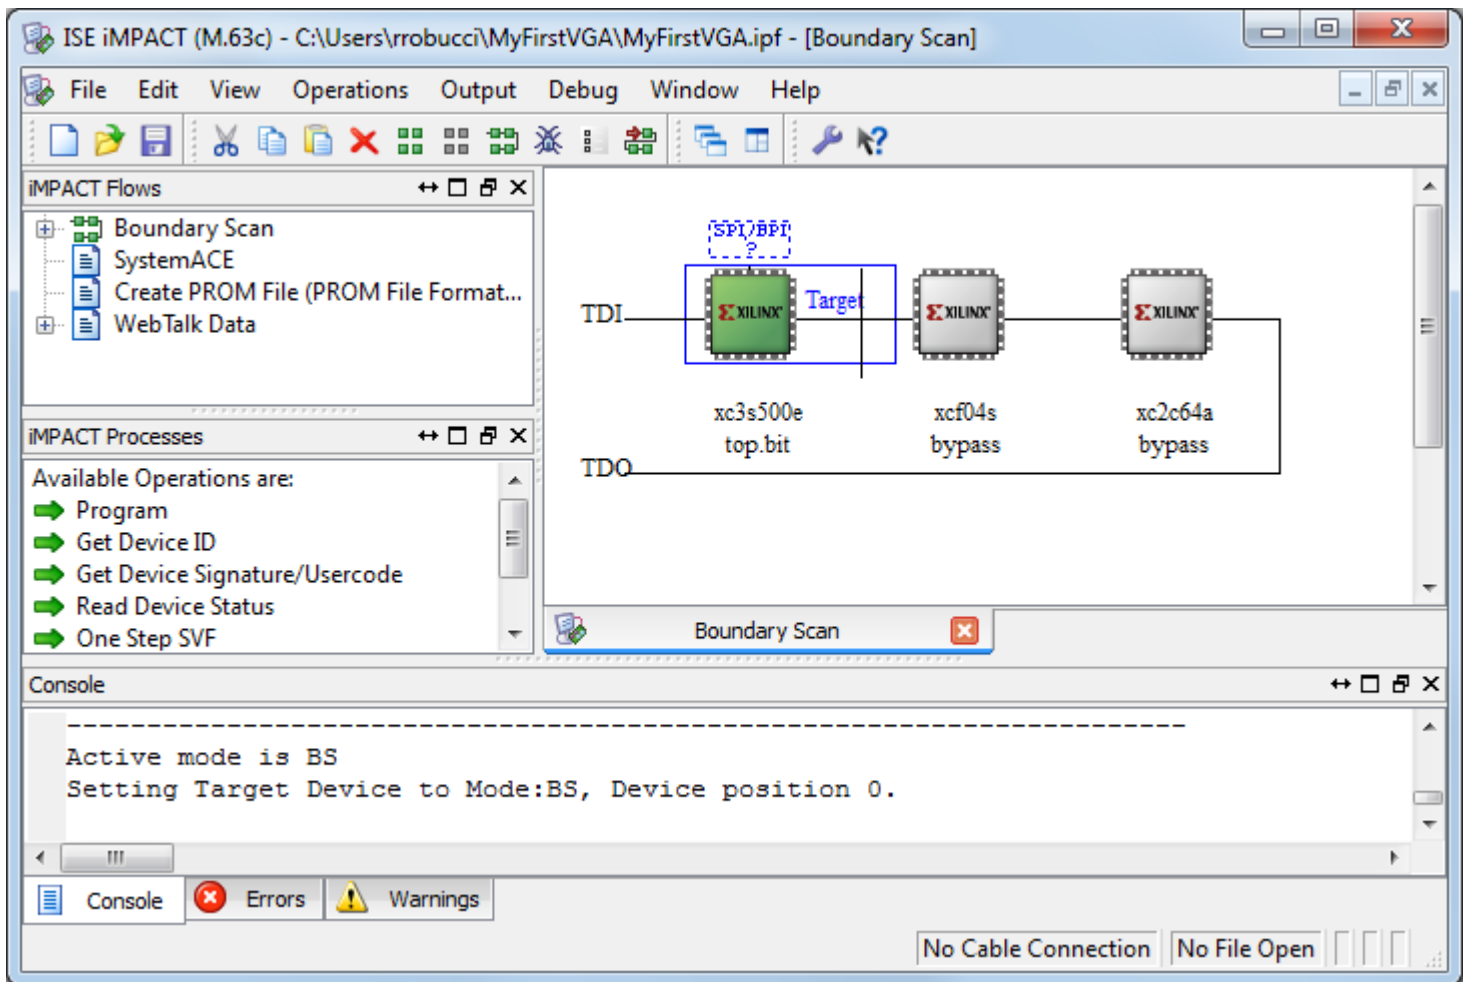 ISE iMPACT (M.63c) - C:\Users\rrobucci\MyFirstVGA\MyFirstVGA.ipf - [Boundary Scan]
File Edit View Operations Output Debug Window Help
iMPACT Flows
Boundary Scan
SystemACE
Create PROM File (PROM File Format...
WebTalk Data
iMPACT Processes
Available Operations are:
Program
Get Device ID
Get Device Signature/Usercode
Read Device Status
One Step SVF
SPI/BPI
?
TDI
XILINX
Target
XILINX
XILINX
xc3s500e
top.bit
xcf04s
bypass
xc2c64a
bypass
TDO
Boundary Scan
Console
----------------------------------------------------------------------
Active mode is BS
Setting Target Device to Mode:BS, Device position 0.
Console Errors Warnings
No Cable Connection No File Open